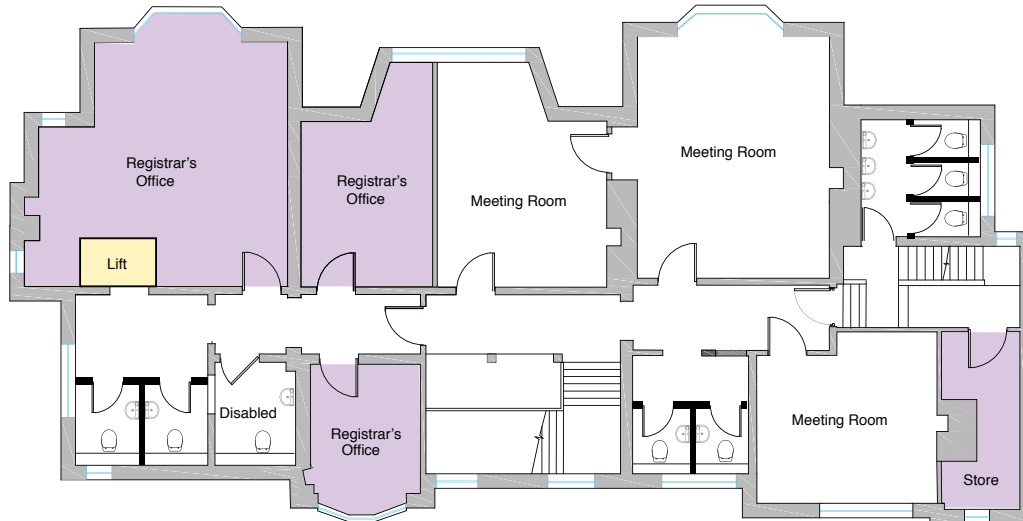 Registrar's
Office
Registrar's
Office
Meeting Room
Meeting Room
Lift
Disabled
Registrar's
Office
Meeting Room
Store